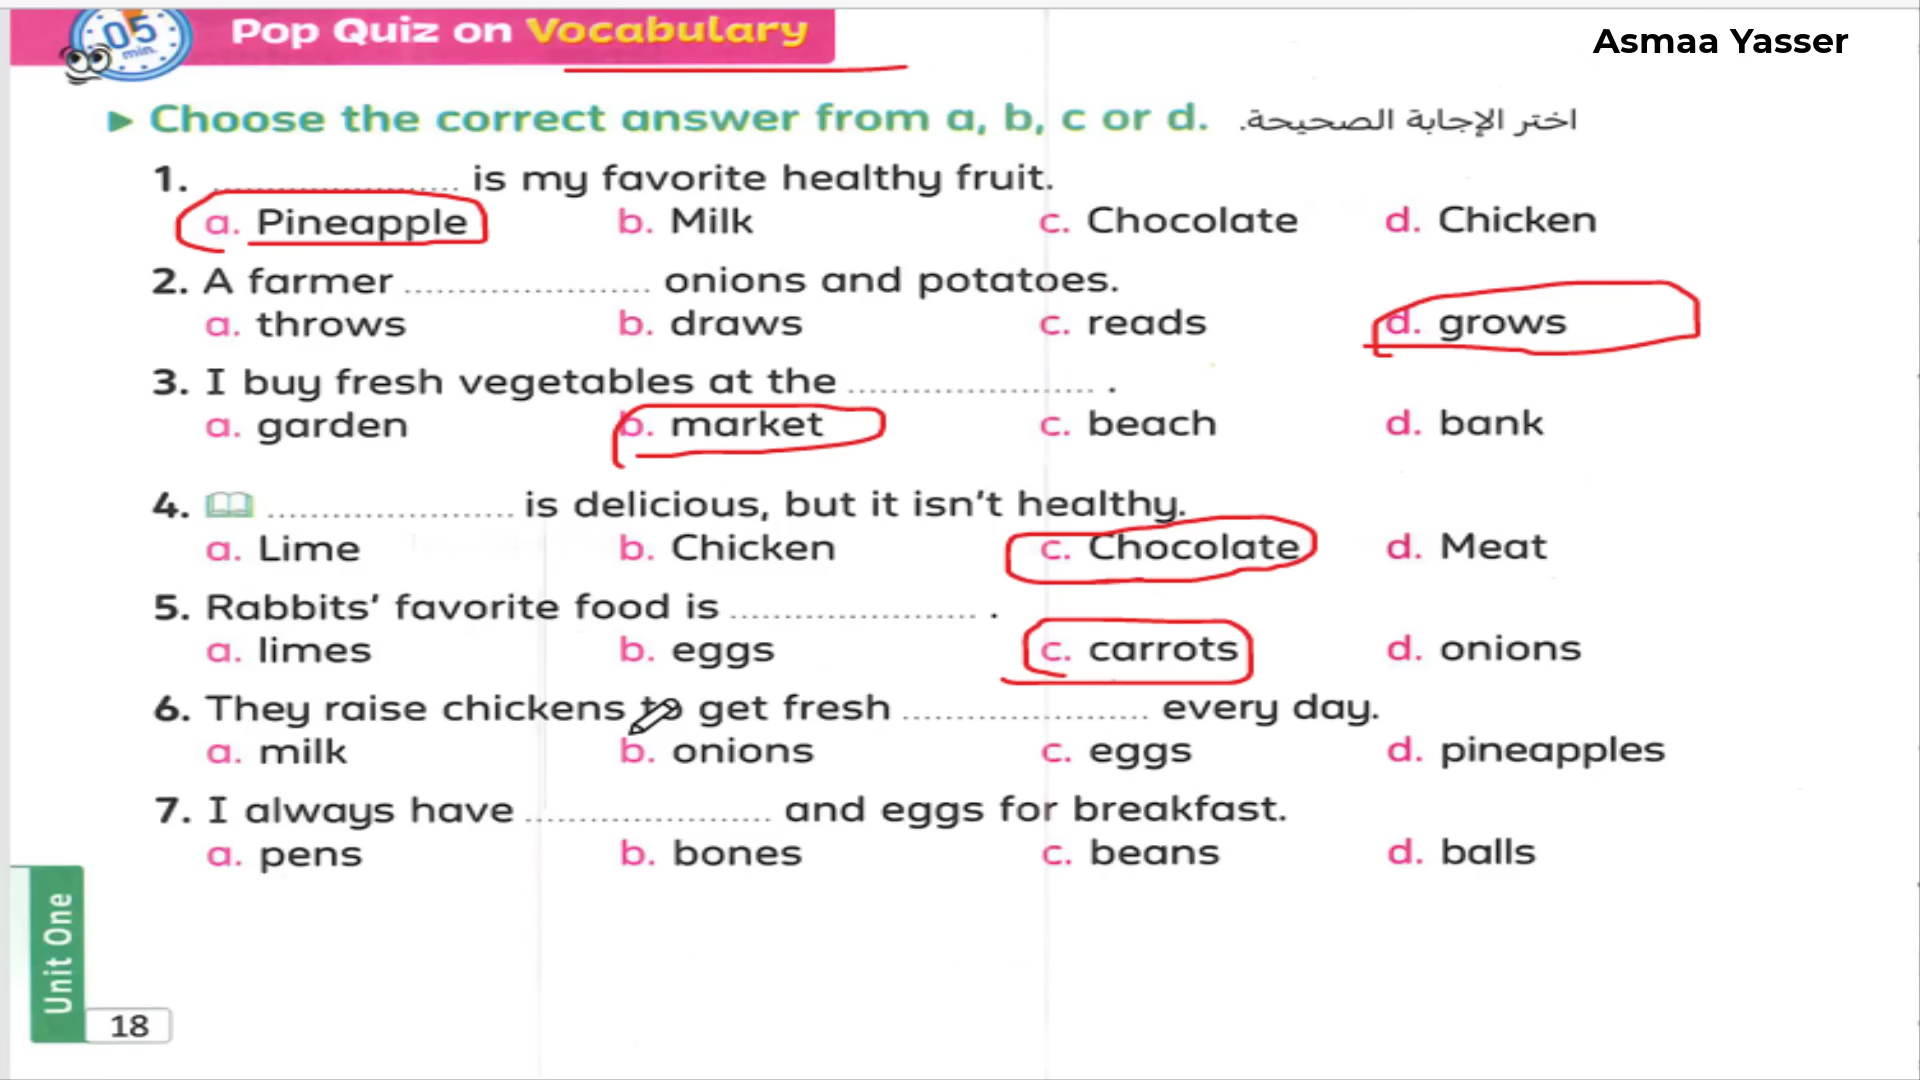 05 min.
Pop Quiz on Vocabulary
Asmaa Yasser
Choose the correct answer from a, b, c or d. اختر الإجابة الصحيحة.
1. .................... is my favorite healthy fruit.
a. Pineapple b. Milk c. Chocolate d. Chicken
2. A farmer .................... onions and potatoes.
a. throws b. draws c. reads d. grows
3. I buy fresh vegetables at the .................... .
a. garden b. market c. beach d. bank
4. .................... is delicious, but it isn't healthy.
a. Lime b. Chicken c. Chocolate d. Meat
5. Rabbits' favorite food is .................... .
a. limes b. eggs c. carrots d. onions
6. They raise chickens to get fresh .................... every day.
a. milk b. onions c. eggs d. pineapples
7. I always have .................... and eggs for breakfast.
a. pens b. bones c. beans d. balls
Unit One
18